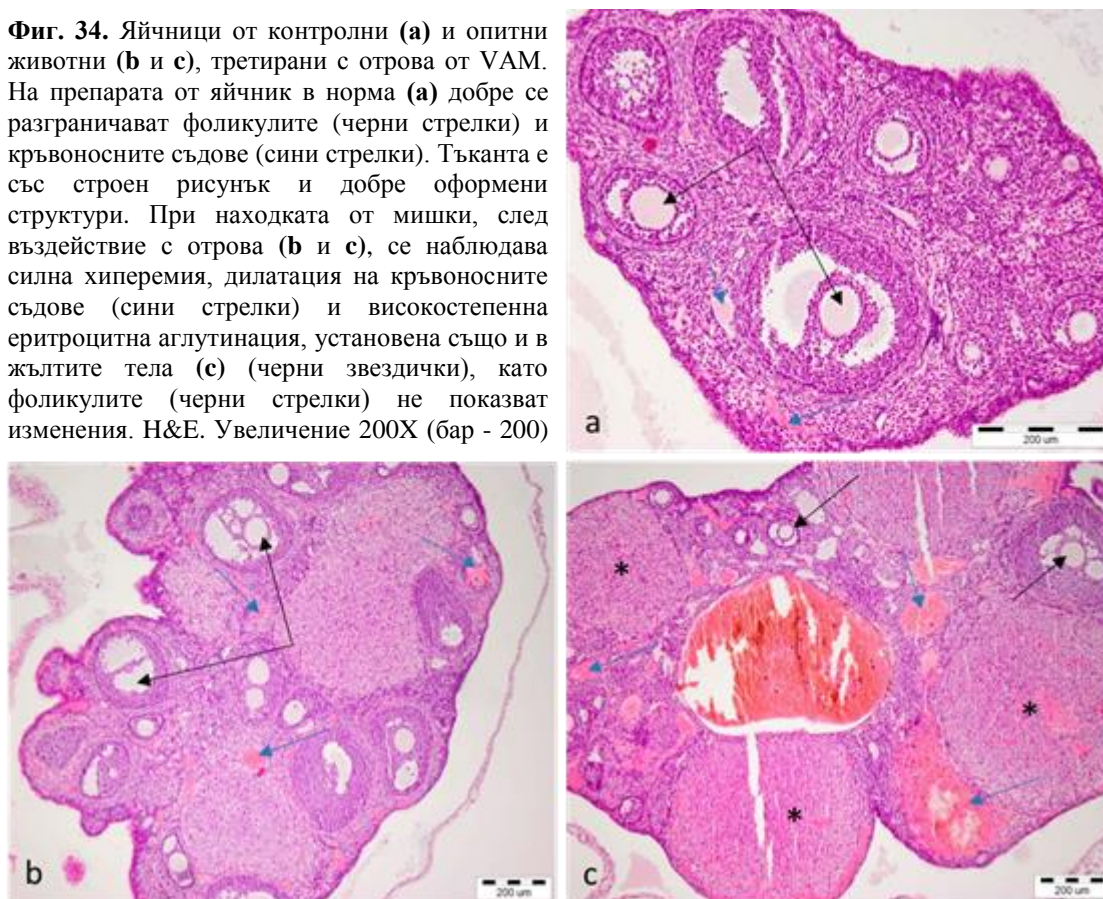 Фиг. 34. Яйчници от контролни (a) и опитни
животни (b и c), третирани с отрова от VAM.
На препарата от яйчник в норма (a) добре се
разграничават фоликулите (черни стрелки) и
кръвоносните съдове (сини стрелки). Тъканта е
със строен рисунък и добре оформени
структури. При находката от мишки, след
въздействие с отрова (b и c), се наблюдава
силна хиперемия, дилатация на кръвоносните
съдове (сини стрелки) и високостепенна
еритроцитна аглутинация, установена също и в
жълтите тела (c) (черни звездички), като
фоликулите (черни стрелки) не показват
изменения. H&E. Увеличение 200X (бар - 200)
a
200 um
b
200 um
*
*
*
c
200 um